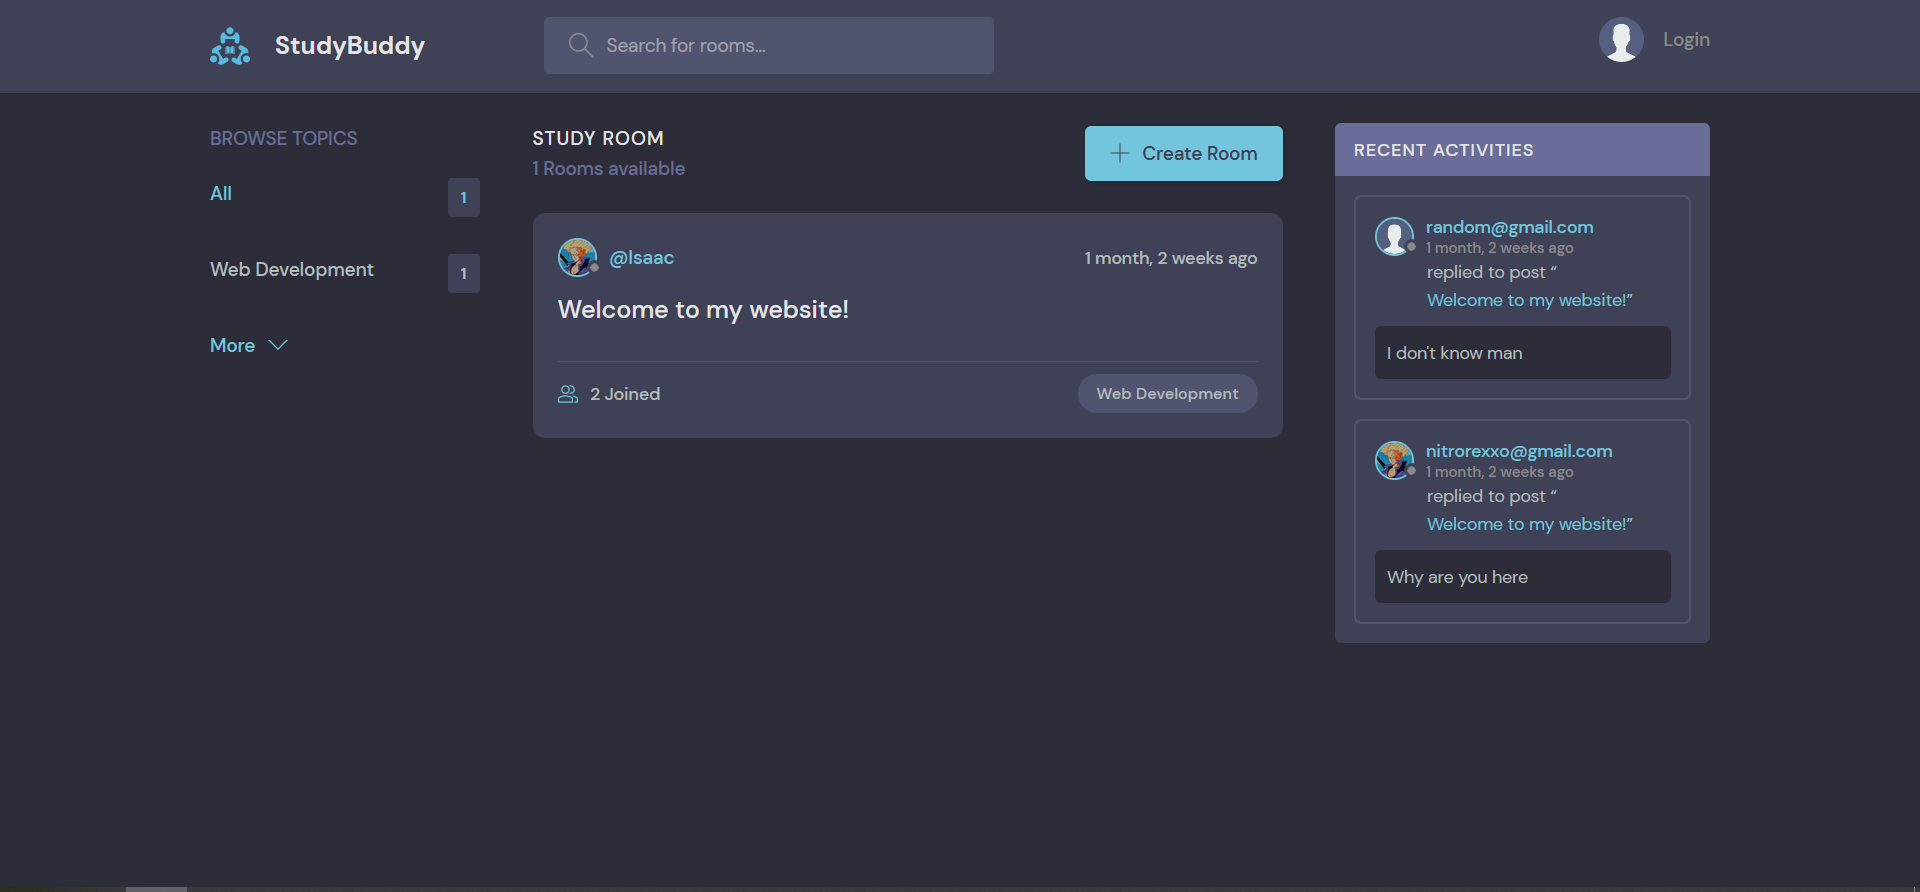 StudyBuddy
Search for rooms...
Login
BROWSE TOPICS
All
1
Web Development
1
More
STUDY ROOM
1 Rooms available
Create Room
@Isaac
1 month, 2 weeks ago
Welcome to my website!
2 Joined
Web Development
RECENT ACTIVITIES
random@gmail.com
1 month, 2 weeks ago
replied to post “
Welcome to my website!”
I don't know man
nitrorexxo@gmail.com
1 month, 2 weeks ago
replied to post “
Welcome to my website!”
Why are you here